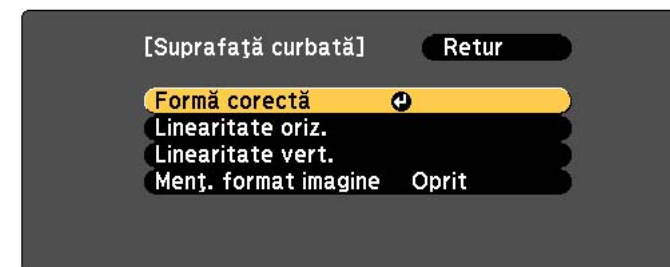 [Suprafaţă curbată] Retur
Formă corectă
Linearitate oriz.
Linearitate vert.
Menţ. format imagine Oprit